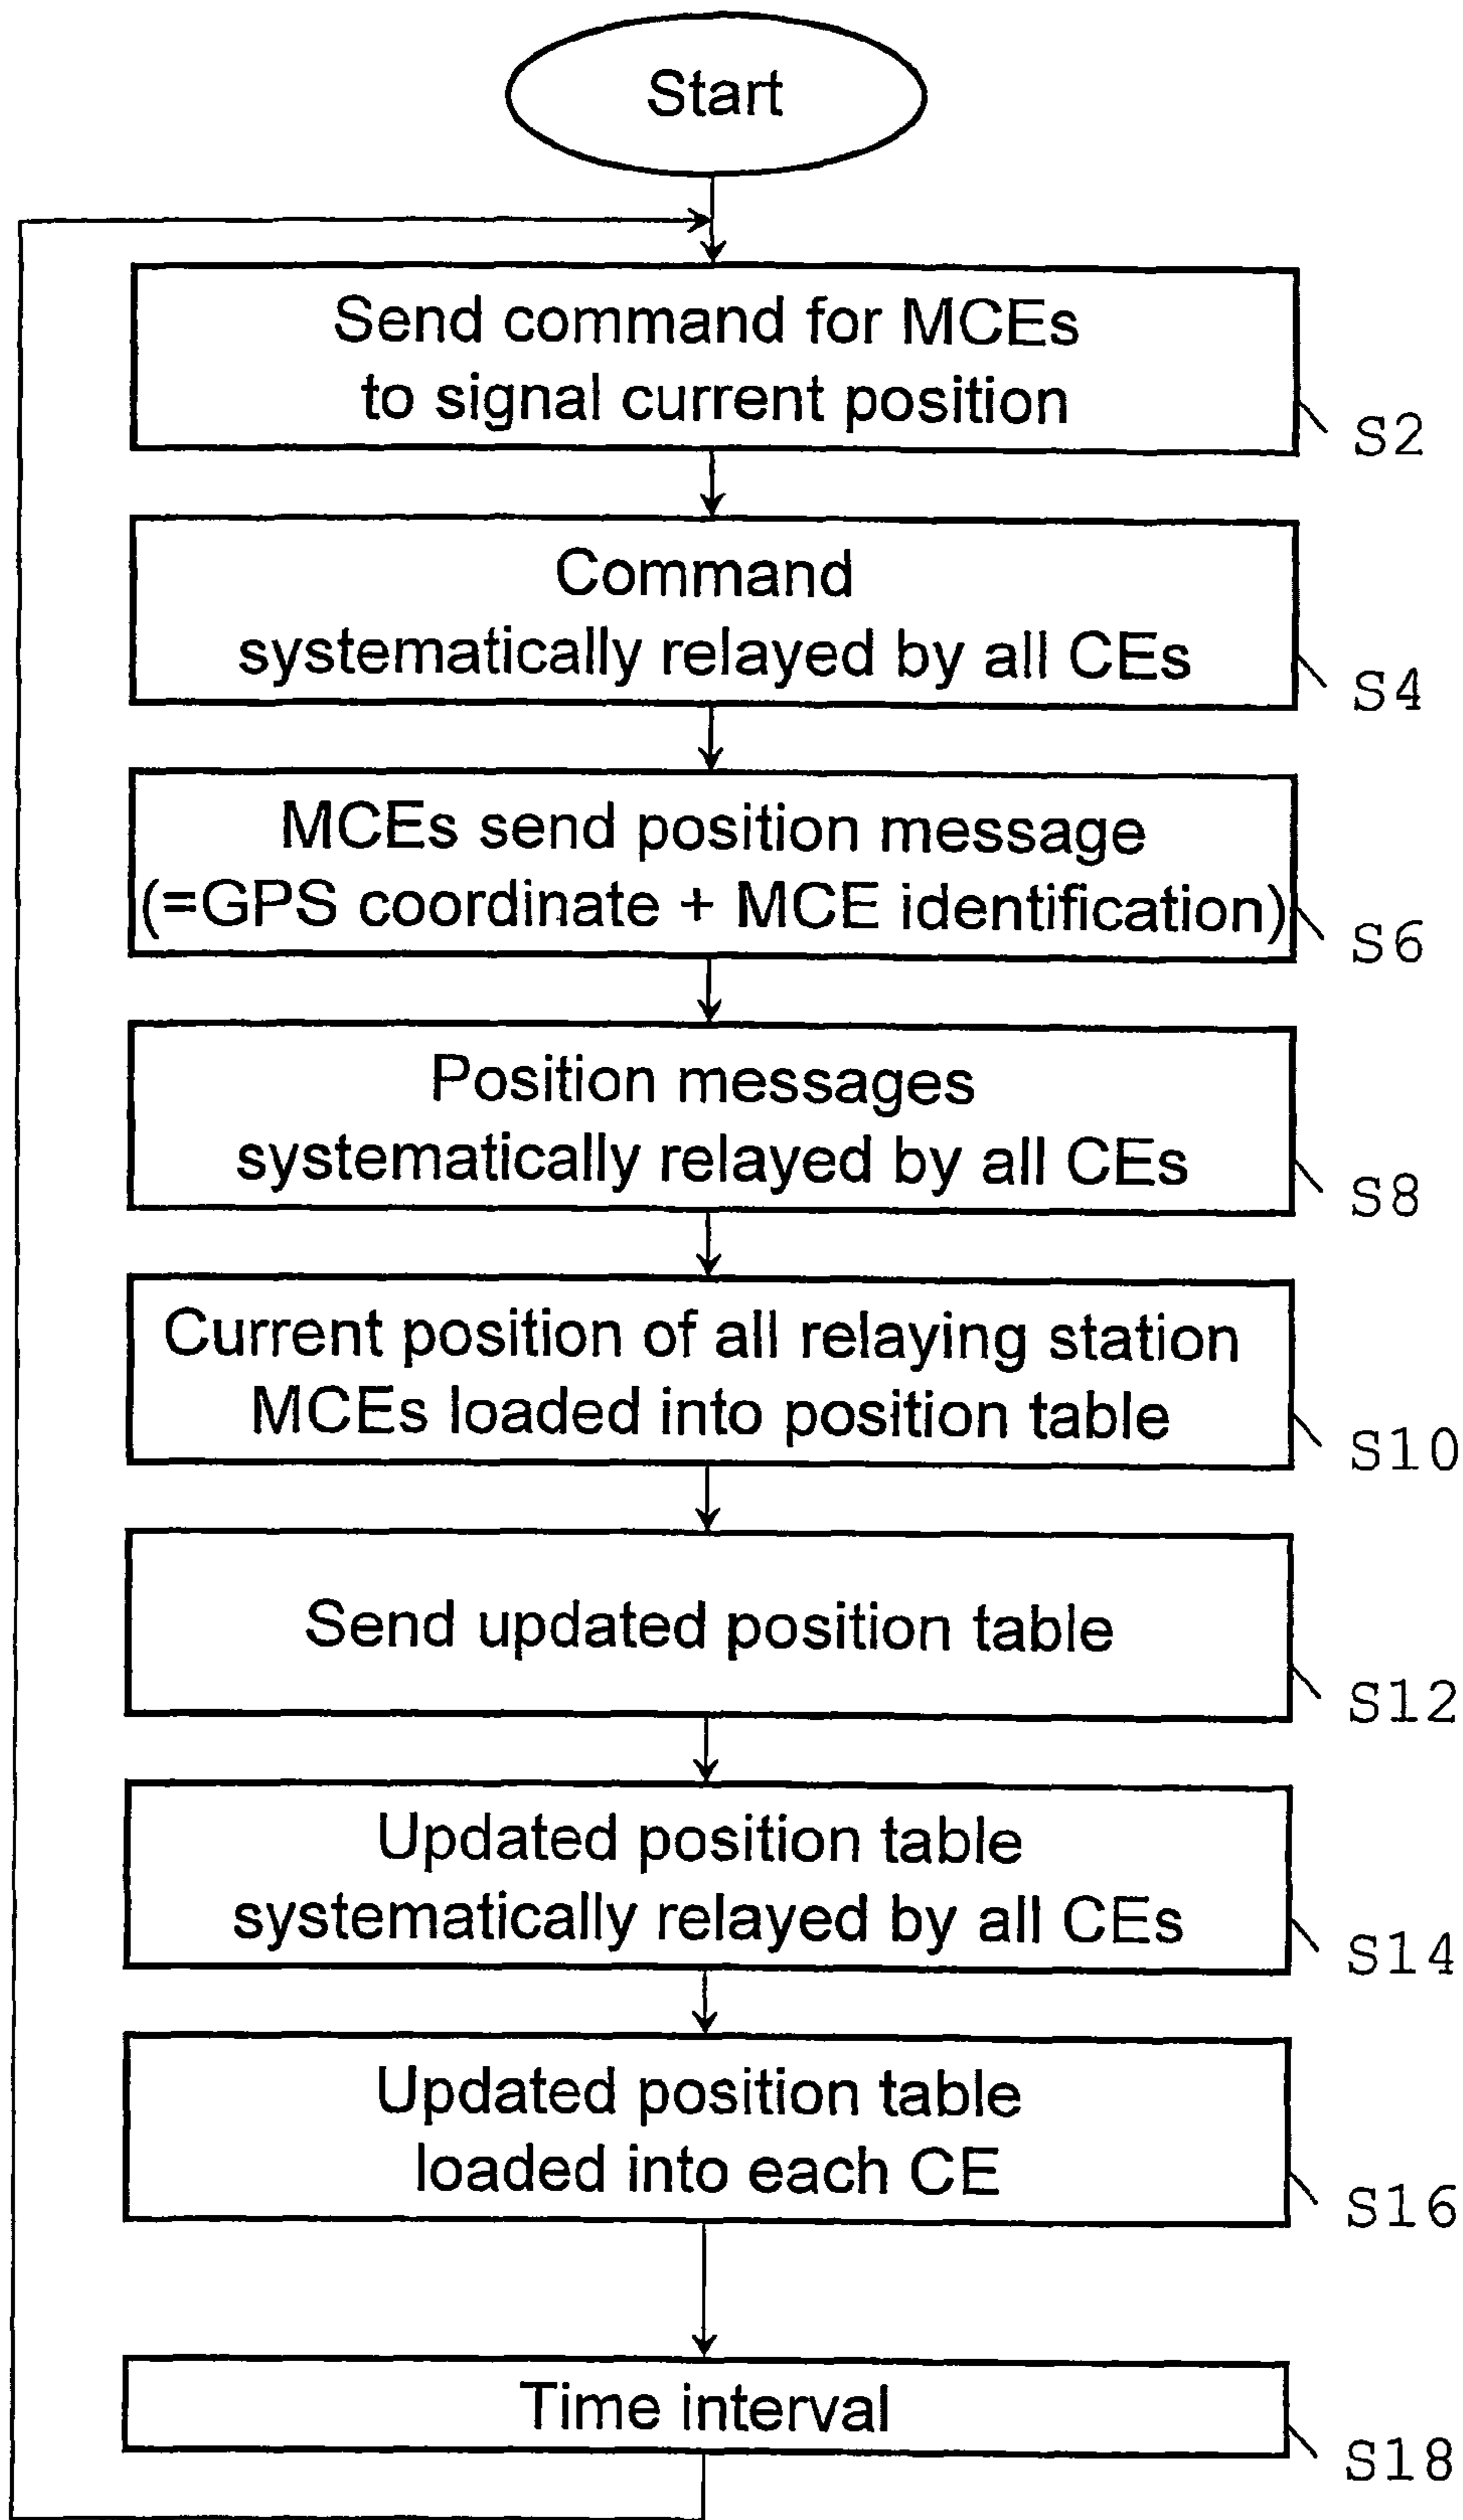 Start
Send command for MCEs
to signal current position
S2
Command
systematically relayed by all CEs
S4
MCEs send position message
(=GPS coordinate + MCE identification)
S6
Position messages
systematically relayed by all CEs
S8
Current position of all relaying station
MCEs loaded into position table
S10
Send updated position table
S12
Updated position table
systematically relayed by all CEs
S14
Updated position table
loaded into each CE
S16
Time interval
S18